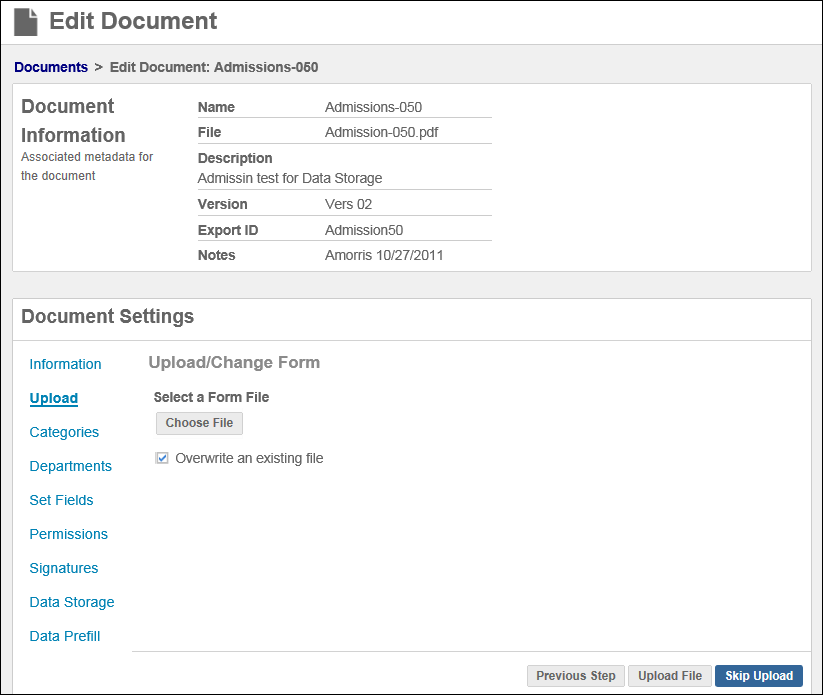 Edit Document
Documents > Edit Document: Admissions-050
Document
Information
Associated metadata for
the document
Name Admissions-050
File Admission-050.pdf
Description
Admissin test for Data Storage
Version Vers 02
Export ID Admission50
Notes Amorris 10/27/2011
Document Settings
Information
Upload
Categories
Departments
Set Fields
Permissions
Signatures
Data Storage
Data Prefill
Upload/Change Form
Select a Form File
Choose File
Overwrite an existing file
Previous Step Upload File Skip Upload